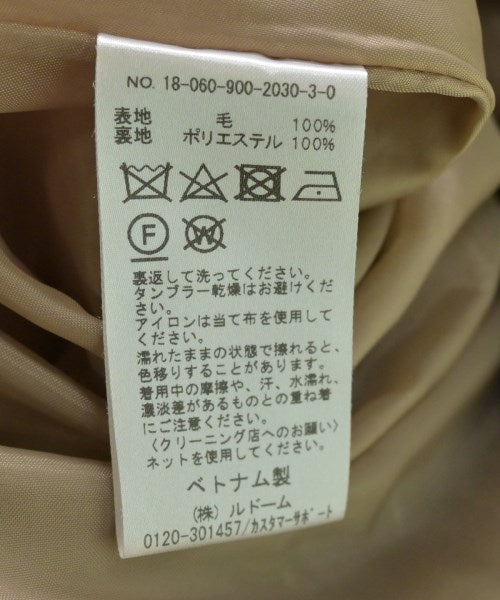 NO. 18-060-900-2030-3-0
表地 毛 100%
裏地 ポリエステル 100%
F W
裏返して洗ってください。
タンブラー乾燥はお避けくだ
さい。
アイロンは当て布を使用して
ください。
濡れたままの状態で擦れると、
色移りすることがあります。
着用中の摩擦や、汗、水濡れ、
濃淡差があるものとの重ね着
にご注意ください。
〈クリーニング店へのお願い〉
ネットを使用してください。
ベトナム製
(株) ルドーム
0120-301457/カスタマーサポート